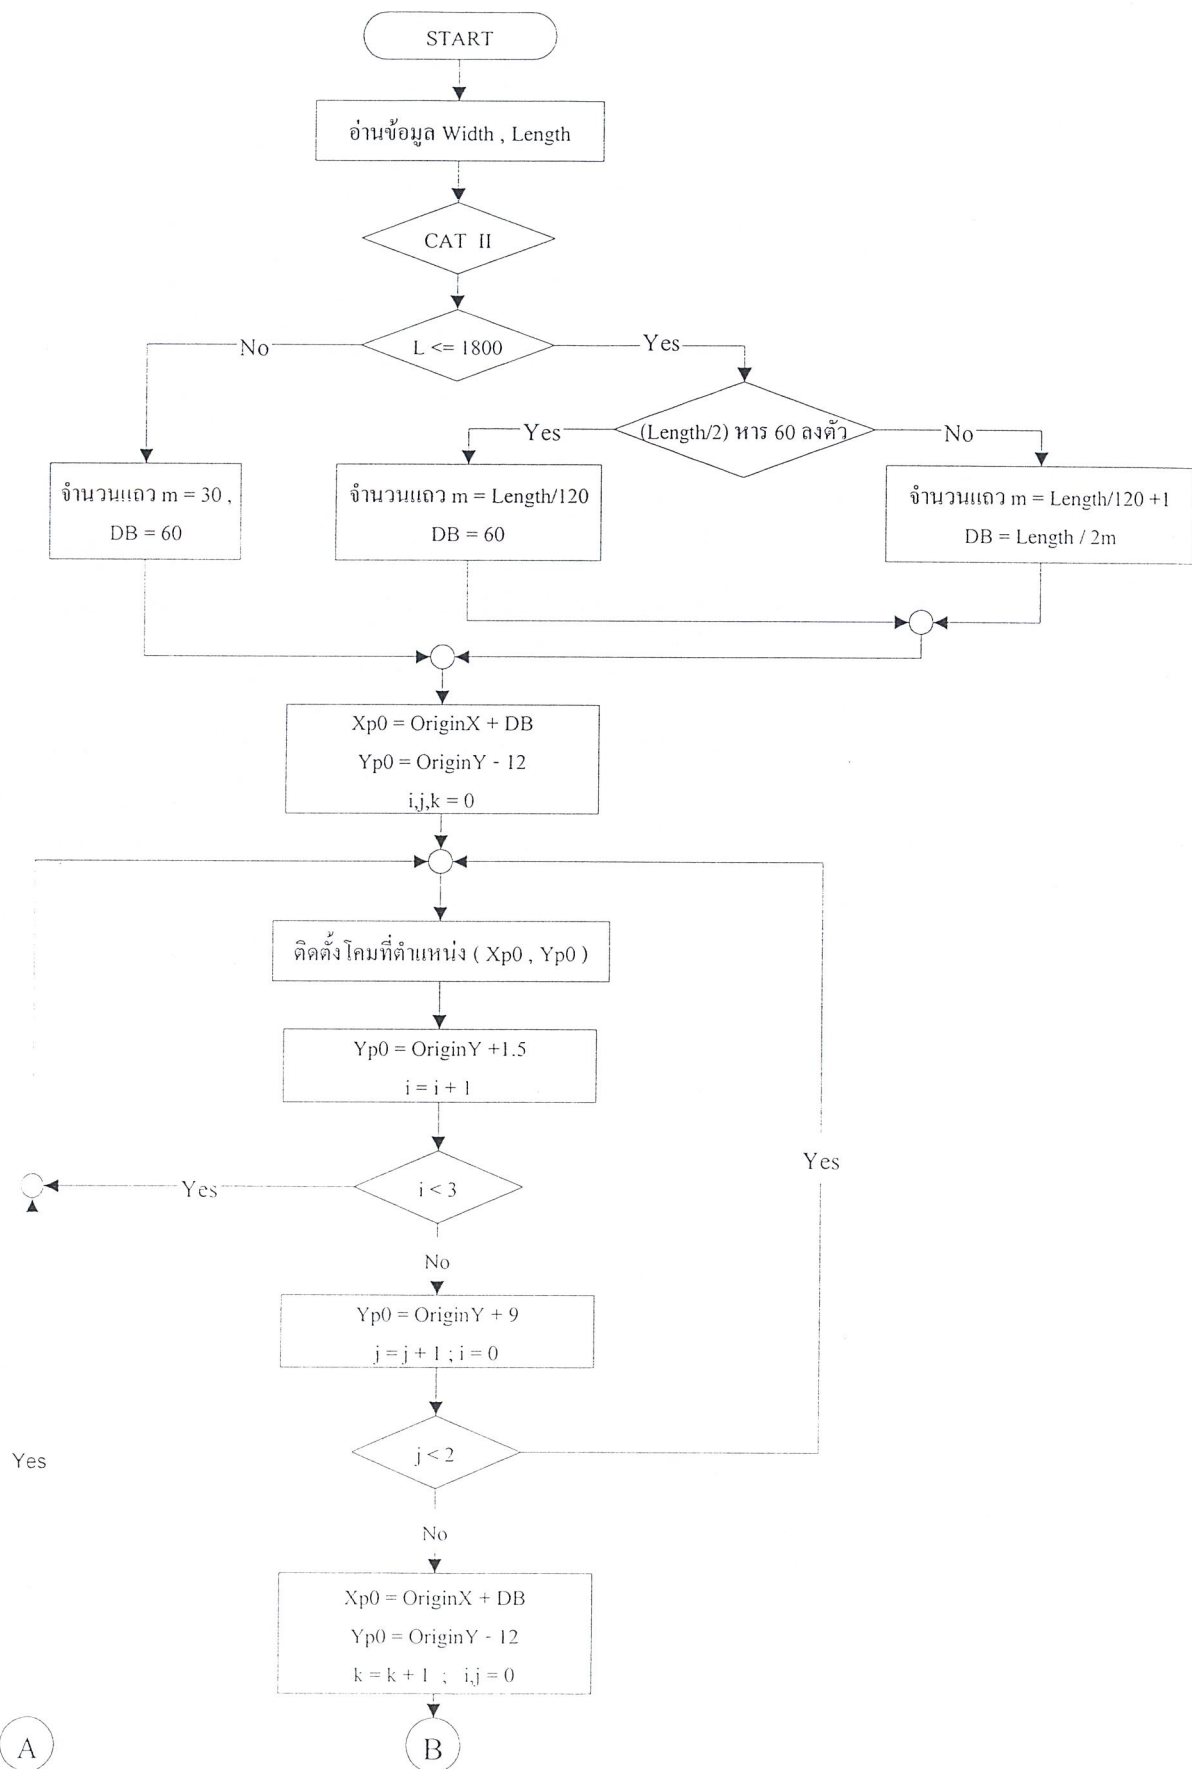 START
อ่านข้อมูล Width , Length
CAT II
L <= 1800
No
Yes
(Length/2) หาร 60 ลงตัว
Yes
No
จำนวนแถว m = 30 ,
DB = 60
จำนวนแถว m = Length/120
DB = 60
จำนวนแถว m = Length/120 +1
DB = Length / 2m
Xp0 = OriginX + DB
Yp0 = OriginY - 12
i,j,k = 0
ติดตั้งโคมที่ตำแหน่ง ( Xp0 , Yp0 )
Yp0 = OriginY +1.5
i = i + 1
Yes
i < 3
Yes
No
Yp0 = OriginY + 9
j = j + 1 ; i = 0
j < 2
Yes
No
Xp0 = OriginX + DB
Yp0 = OriginY - 12
k = k + 1 ; i,j = 0
A
B